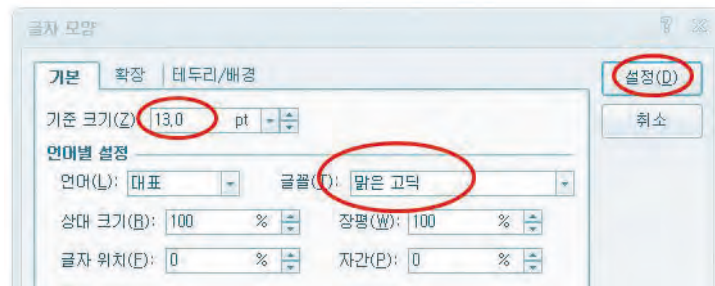 글자 모양
기본 확장 테두리/배경 설정(D)
기준 크기(Z): 13,0 pt 취소
언어별 설정
언어(L): 대표 글꼴(T): 맑은 고딕
상대 크기(R): 100 % 장평(W): 100 %
글자 위치(F): 0 % 자간(P): 0 %